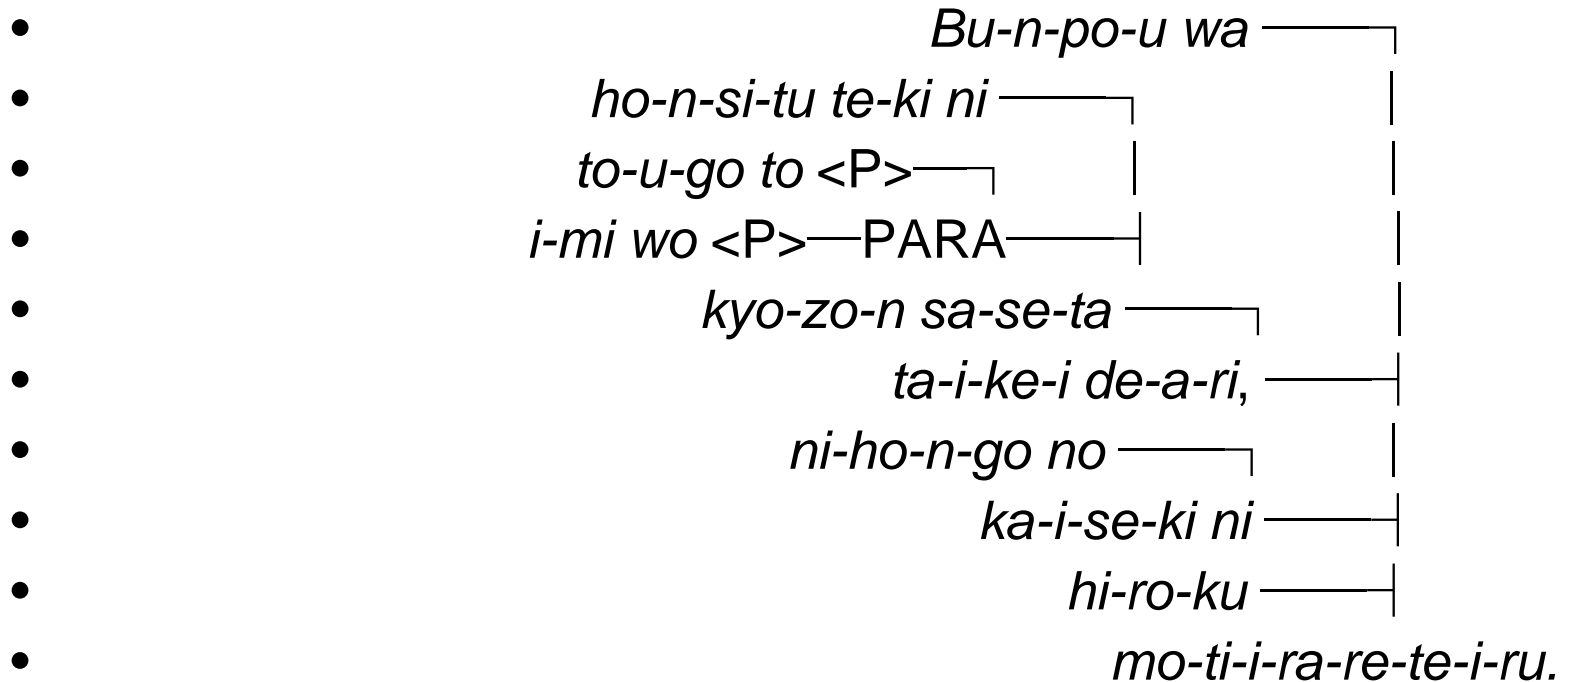 • Bu-n-po-u wa
• ho-n-si-tu te-ki ni
• to-u-go to <P>
• i-mi wo <P>—PARA
• kyo-zo-n sa-se-ta
• ta-i-ke-i de-a-ri,
• ni-ho-n-go no
• ka-i-se-ki ni
• hi-ro-ku
• mo-ti-i-ra-re-te-i-ru.